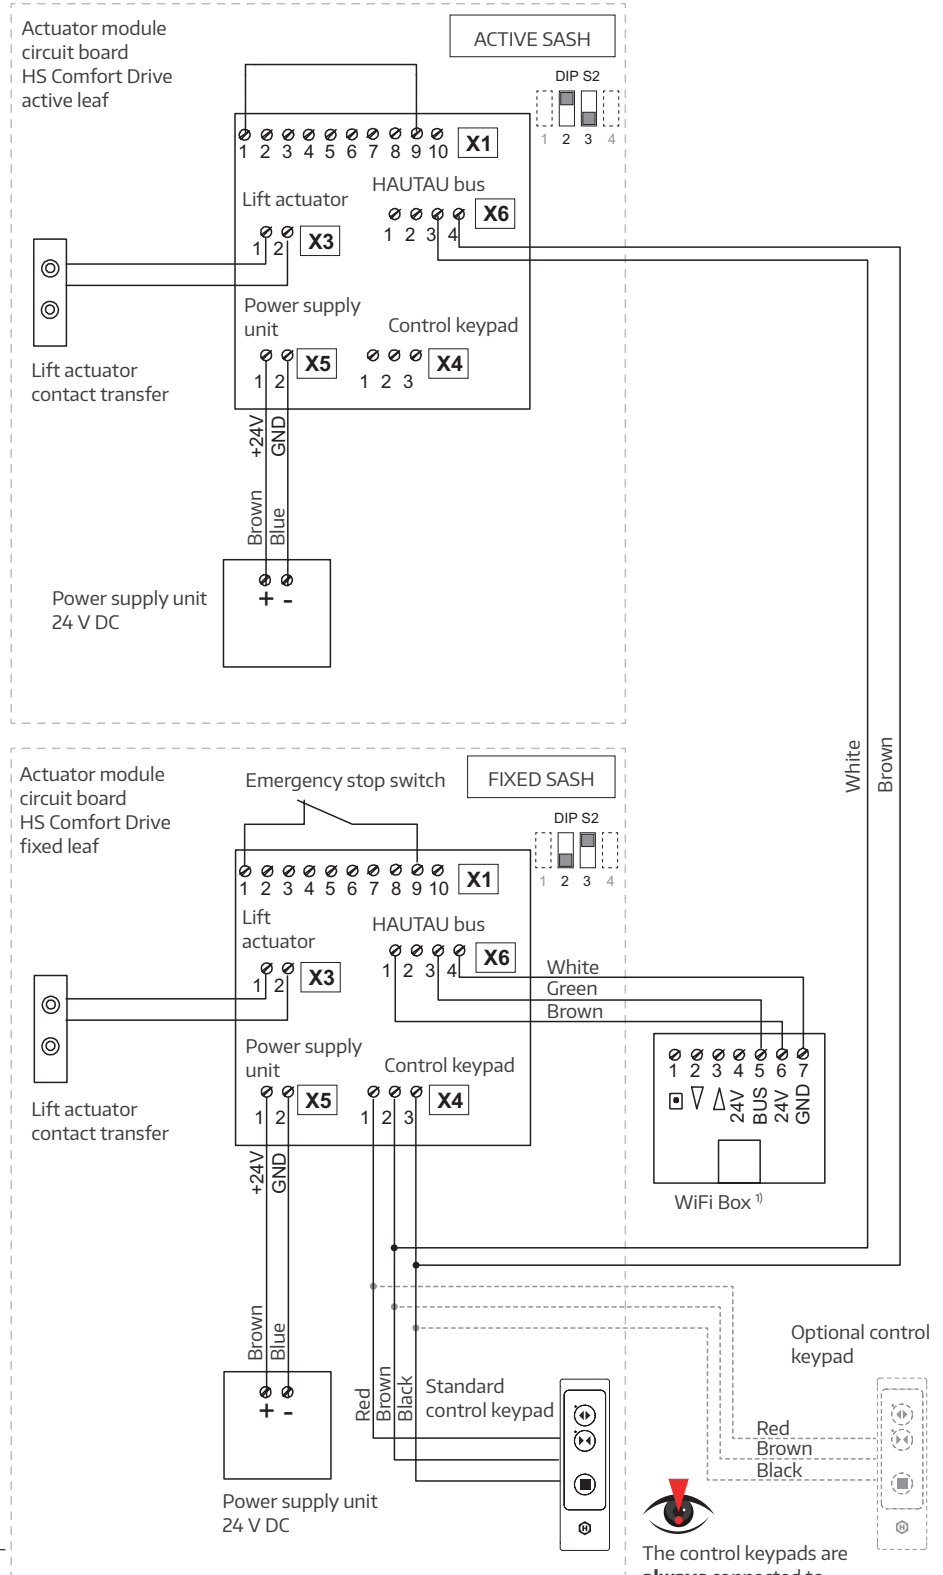 Actuator module
circuit board
HS Comfort Drive
active leaf
ACTIVE SASH
DIP S2
1 2 3 4
1 2 3 4 5 6 7 8 9 10 X1
HAUTAU bus
Lift actuator
X6
1 2 3 4
1 2 X3
Power supply
unit
Control keypad
X5
X4
1 2
1 2 3
Lift actuator
contact transfer
+24V
GND
Brown
Blue
+ -
Power supply unit
24 V DC
White
Brown
Actuator module
circuit board
HS Comfort Drive
fixed leaf
Emergency stop switch
FIXED SASH
DIP S2
1 2 3 4
1 2 3 4 5 6 7 8 9 10 X1
Lift
actuator
HAUTAU bus
X6
1 2 3 4
1 2 X3
White
Green
Brown
Power supply
unit
Control keypad
X5
X4
1 2
1 2 3
1 2 3 4 5 6 7
24V
BUS
24V
GND
WiFi Box 1)
Lift actuator
contact transfer
+24V
GND
Brown
Blue
+ -
Red
Brown
Black
Standard
control keypad
Optional control
keypad
Red
Brown
Black
H
H
Power supply unit
24 V DC
The control keypads are
always connected to